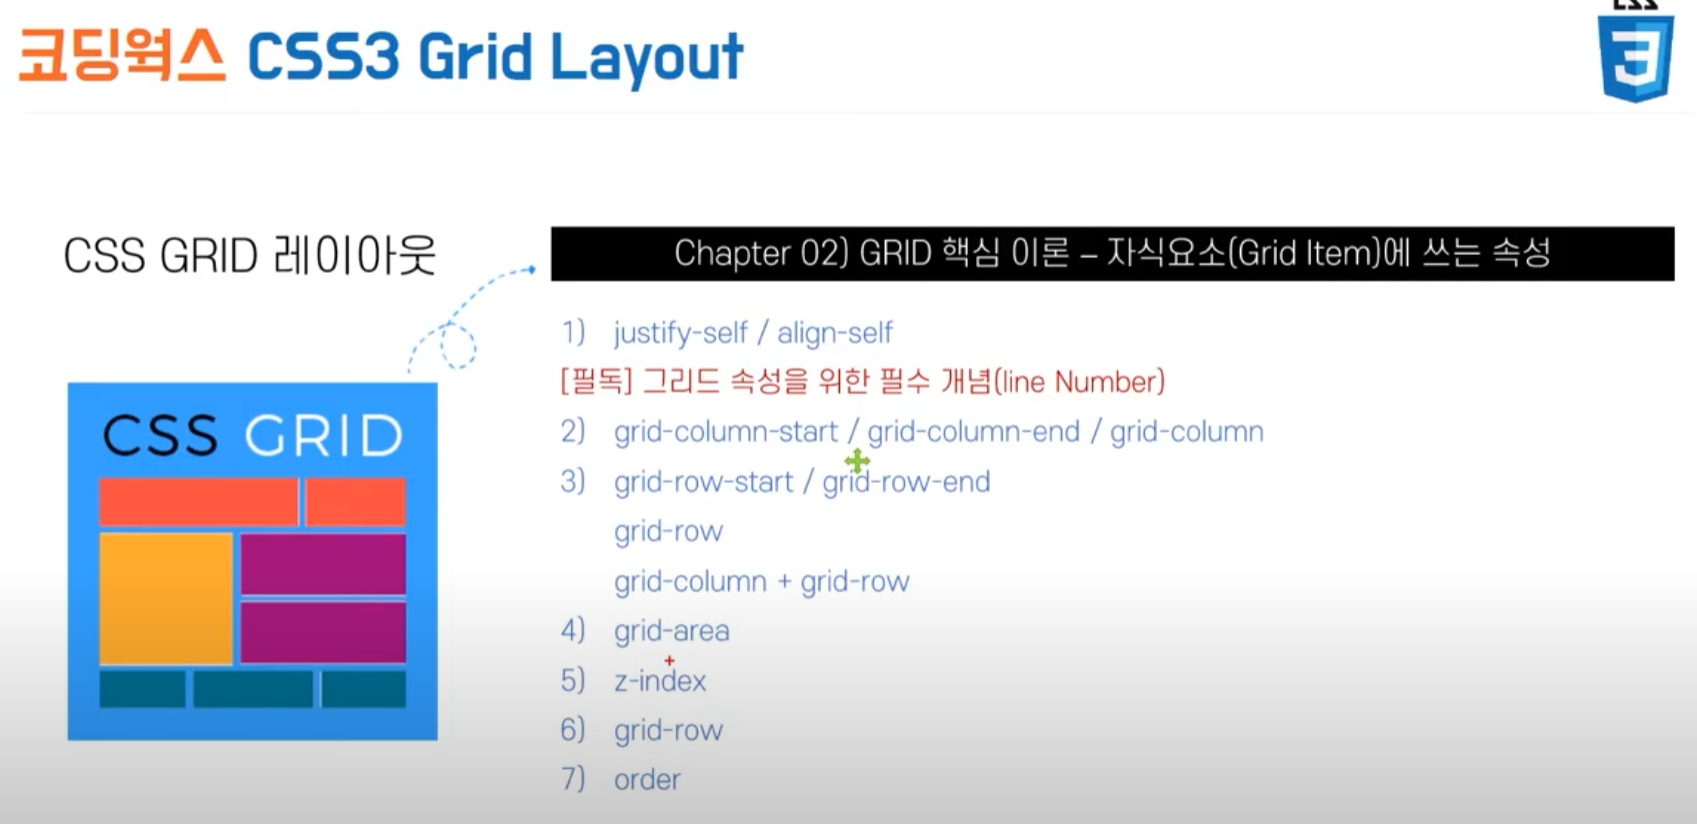 코딩웍스 CSS3 Grid Layout
CSS
3
CSS GRID 레이아웃
CSS GRID
Chapter 02) GRID 핵심 이론 – 자식요소(Grid Item)에 쓰는 속성
1) justify-self / align-self
[필독] 그리드 속성을 위한 필수 개념(line Number)
2) grid-column-start / grid-column-end / grid-column
3) grid-row-start / grid-row-end
grid-row
grid-column + grid-row
4) grid-area
5) z-index
6) grid-row
7) order